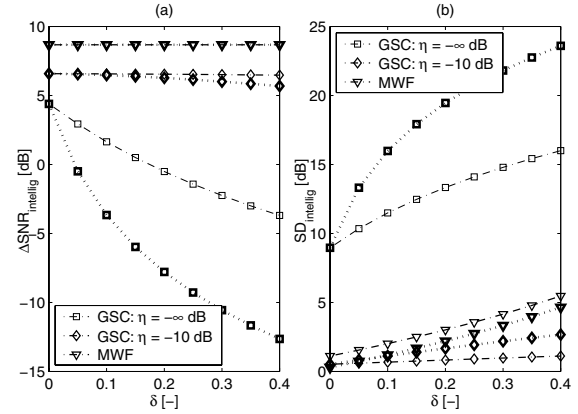 (a)
10
5
0
−5
−10
−15
ΔSNR_intellig [dB]
GSC: η = −∞ dB
GSC: η = −10 dB
MWF
0
0.1
0.2
0.3
0.4
δ [−]
(b)
25
20
15
10
5
0
SD_intellig [dB]
GSC: η = −∞ dB
GSC: η = −10 dB
MWF
0
0.1
0.2
0.3
0.4
δ [−]